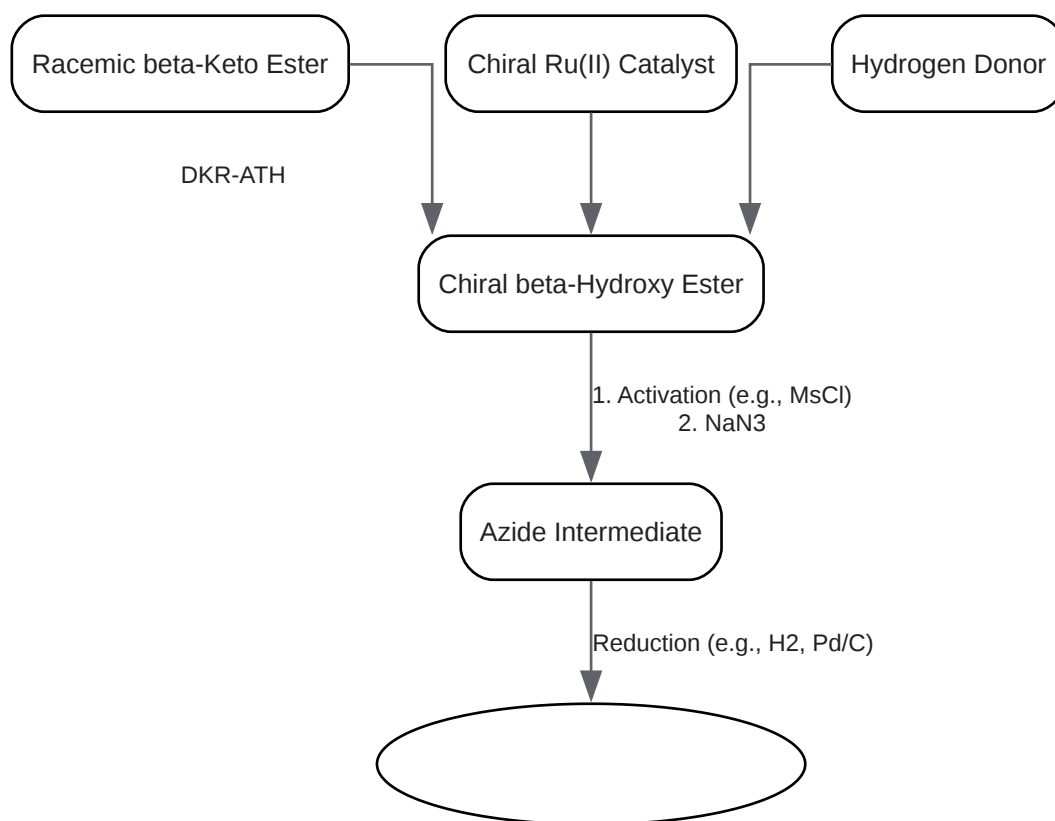 Racemic beta-Keto Ester
Chiral Ru(II) Catalyst
Hydrogen Donor
DKR-ATH
Chiral beta-Hydroxy Ester
1. Activation (e.g., MsCl)
2. NaN3
Azide Intermediate
Reduction (e.g., H2, Pd/C)